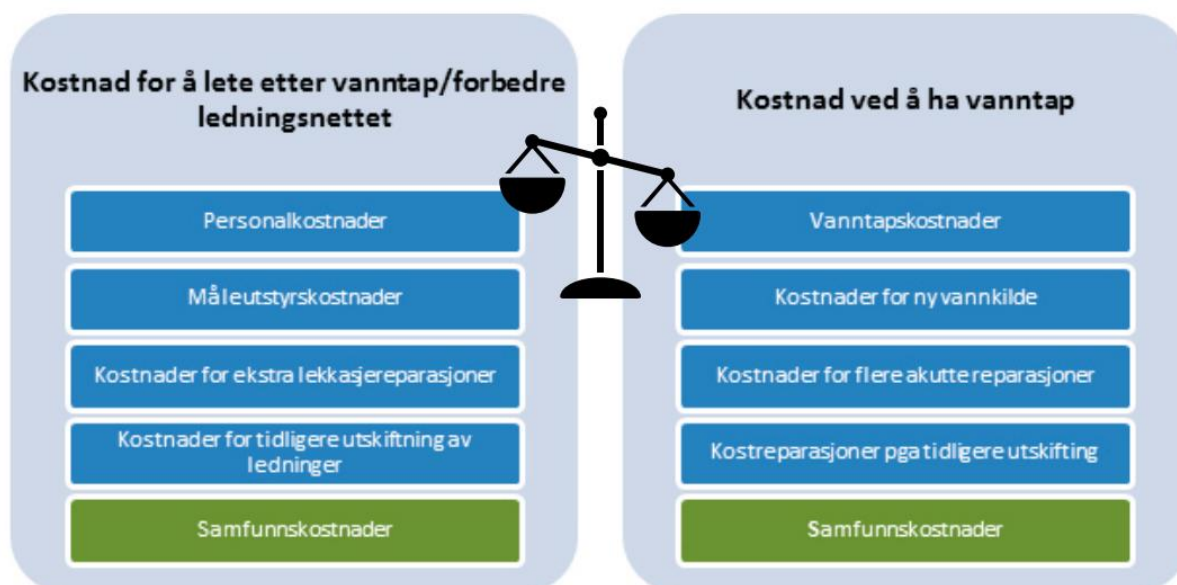 Kostnad for å lete etter vanntap/forbedre
ledningsnettet
Personalkostnader
Måleutstyrskostnader
Kostnader for ekstra lekkasjereparasjoner
Kostnader for tidligere utskiftning av
ledninger
Samfunnskostnader
Kostnad ved å ha vanntap
Vanntapskostnader
Kostnader for ny vannkilde
Kostnader for flere akutte reparasjoner
Kostreparasjoner pga tidligere utskifting
Samfunnskostnader